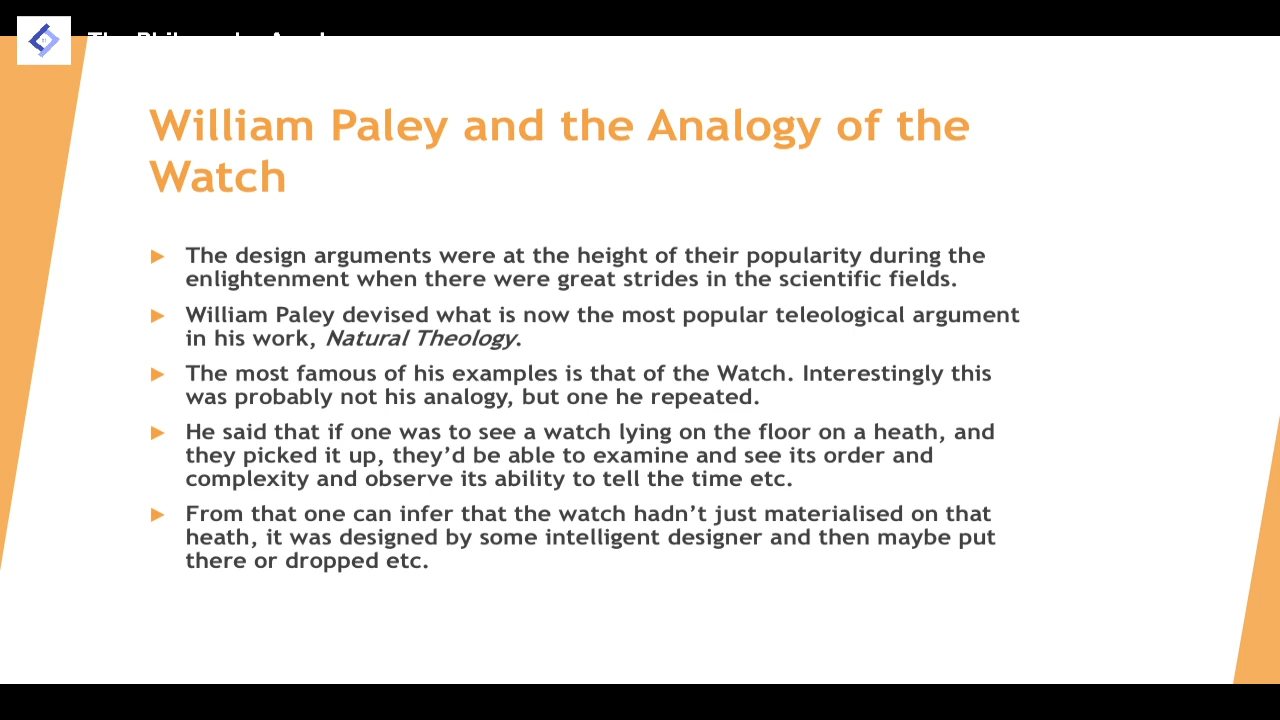 William Paley and the Analogy of the
Watch
The design arguments were at the height of their popularity during the
enlightenment when there were great strides in the scientific fields.
William Paley devised what is now the most popular teleological argument
in his work, Natural Theology.
The most famous of his examples is that of the Watch. Interestingly this
was probably not his analogy, but one he repeated.
He said that if one was to see a watch lying on the floor on a heath, and
they picked it up, they’d be able to examine and see its order and
complexity and observe its ability to tell the time etc.
From that one can infer that the watch hadn’t just materialised on that
heath, it was designed by some intelligent designer and then maybe put
there or dropped etc.